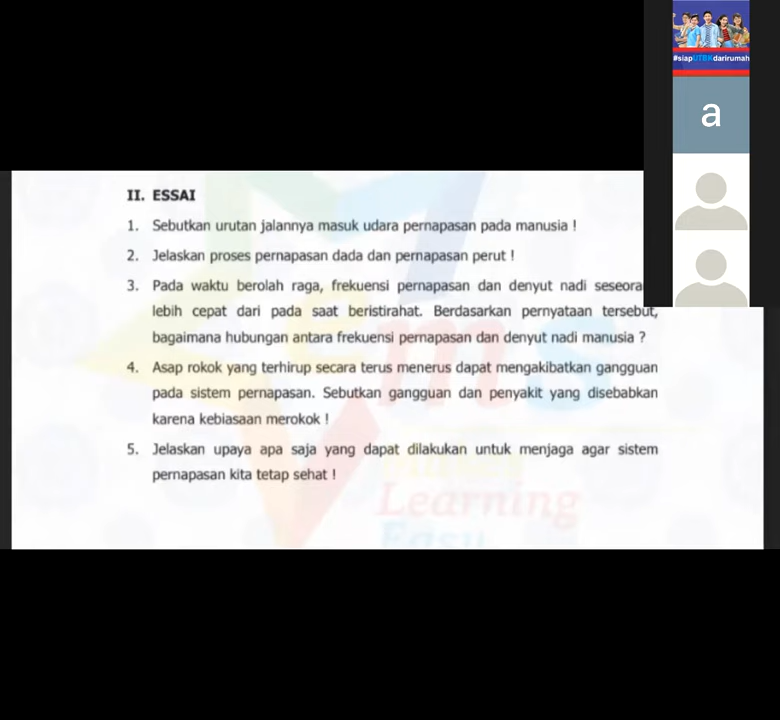 #siapUTBKdarirumah
a
II. ESSAI
1. Sebutkan urutan jalannya masuk udara pernapasan pada manusia !
2. Jelaskan proses pernapasan dada dan pernapasan perut !
3. Pada waktu berolah raga, frekuensi pernapasan dan denyut nadi
lebih cepat dari pada saat beristirahat. Berdasarkan pernyataan tersebut,
bagaimana hubungan antara frekuensi pernapasan dan denyut nadi manusia ?
4. Asap rokok yang terhirup secara terus menerus dapat mengakibatkan gangguan
pada sistem pernapasan. Sebutkan gangguan dan penyakit yang disebabkan
karena kebiasaan merokok !
5. Jelaskan upaya apa saja yang dapat dilakukan untuk menjaga agar sistem
pernapasan kita tetap sehat !
ems
Makes
Learning
Easy